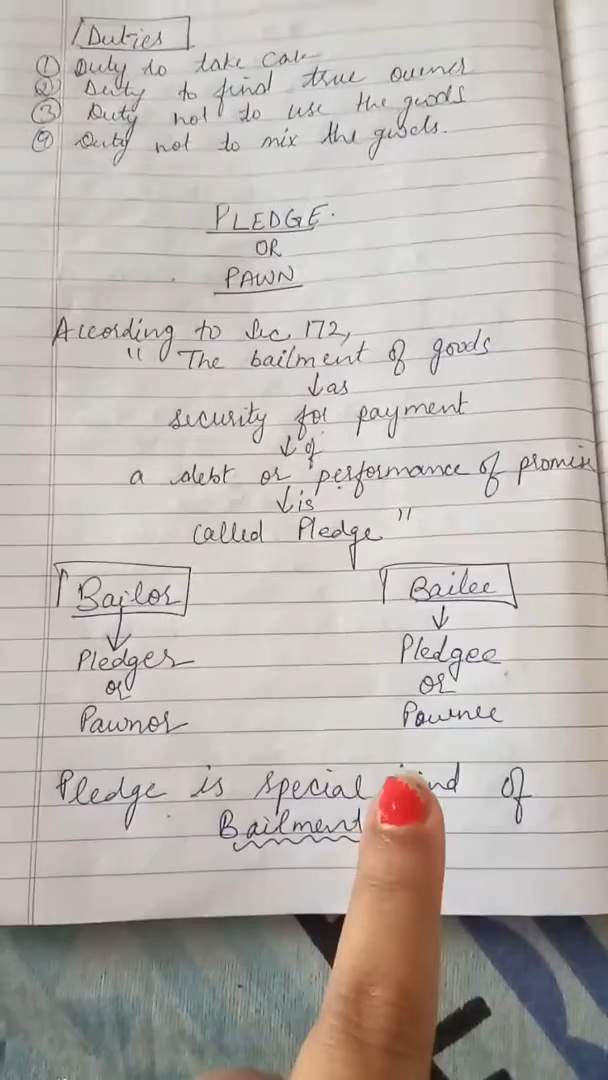 Duties
① Duty to take care
② Duty to find true owner
③ Duty not to use the goods
④ Duty not to mix the goods.
PLEDGE.
OR
PAWN
According to Sec. 172,
" The bailment of goods
↓ as
security for payment
↓ of
a debt or performance of promise
↓ is
called Pledge "
Bailor Bailee
↓ ↓
Pledger Pledgee
or or
Pawnor Pawnee
Pledge is special kind of
Bailment